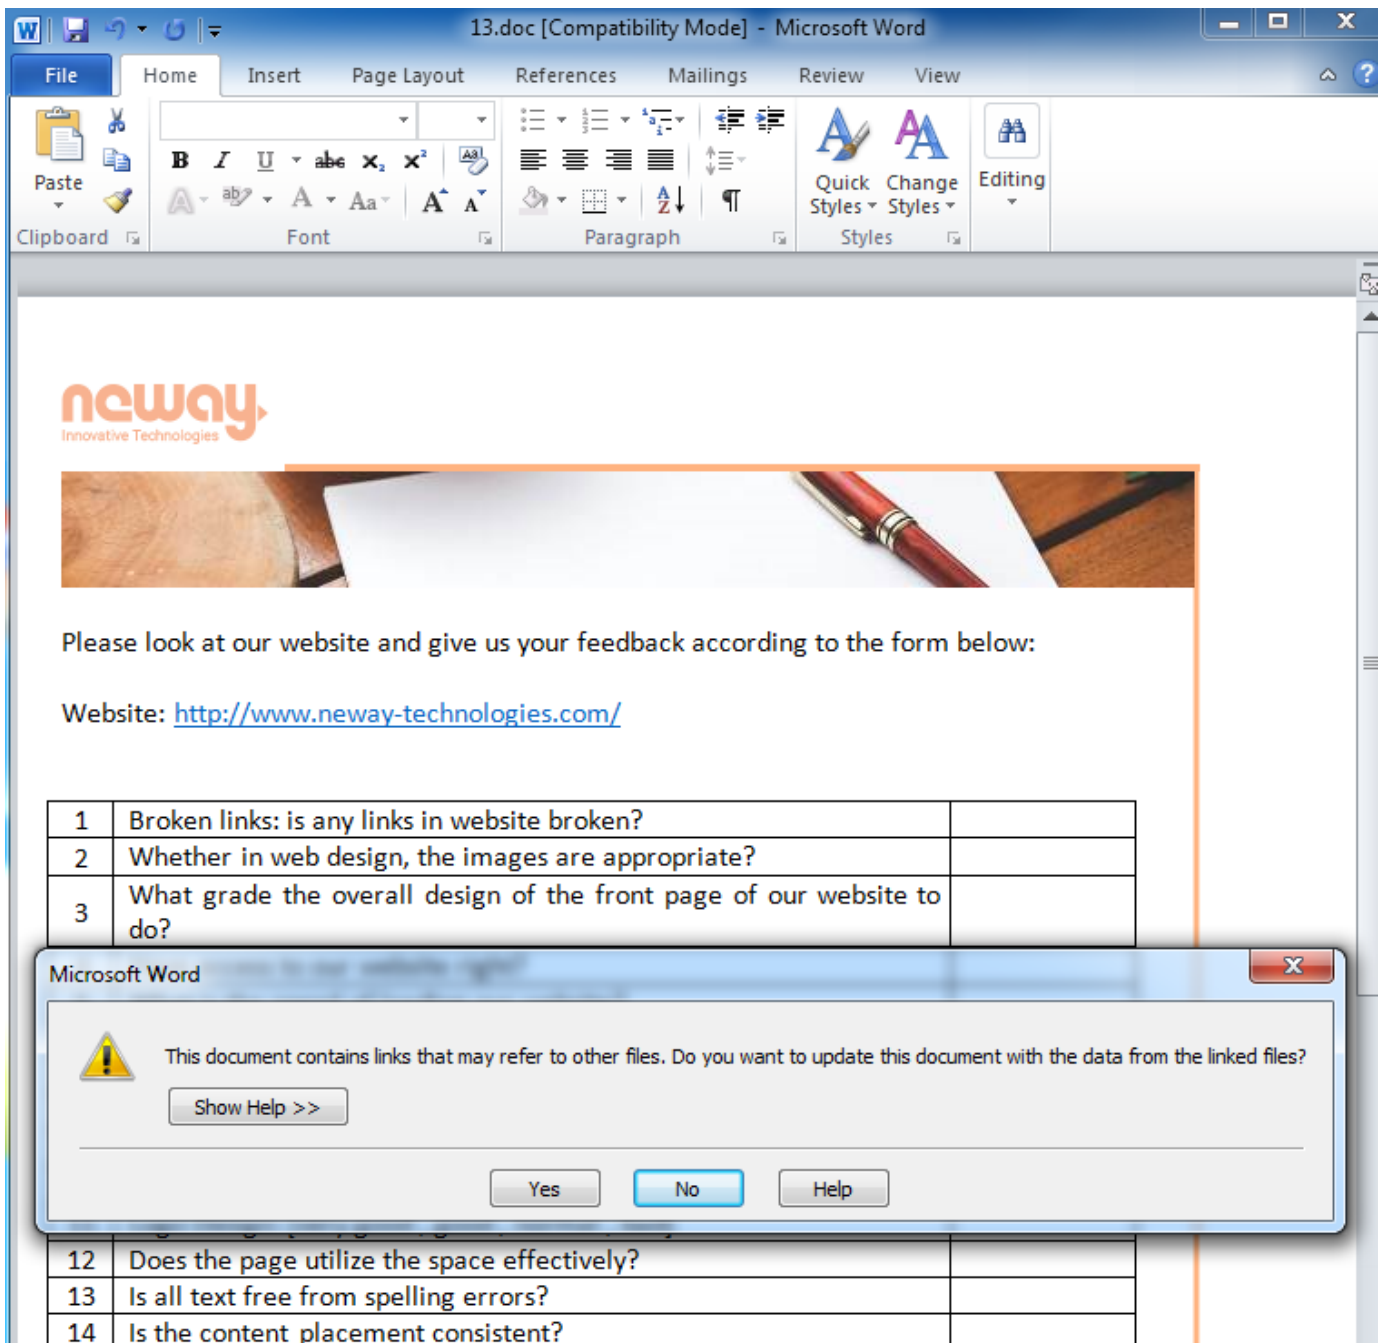 13.doc [Compatibility Mode] - Microsoft Word
File Home Insert Page Layout References Mailings Review View
Paste
B I U abc x₂ x²
A ab A Aa A A
Quick Styles Change Styles Editing
Clipboard Font Paragraph Styles
neway
Innovative Technologies
Please look at our website and give us your feedback according to the form below:
Website: http://www.neway-technologies.com/
1 Broken links: is any links in website broken?
2 Whether in web design, the images are appropriate?
3 What grade the overall design of the front page of our website to
do?
Microsoft Word
This document contains links that may refer to other files. Do you want to update this document with the data from the linked files?
Show Help >>
Yes No Help
12 Does the page utilize the space effectively?
13 Is all text free from spelling errors?
14 Is the content placement consistent?